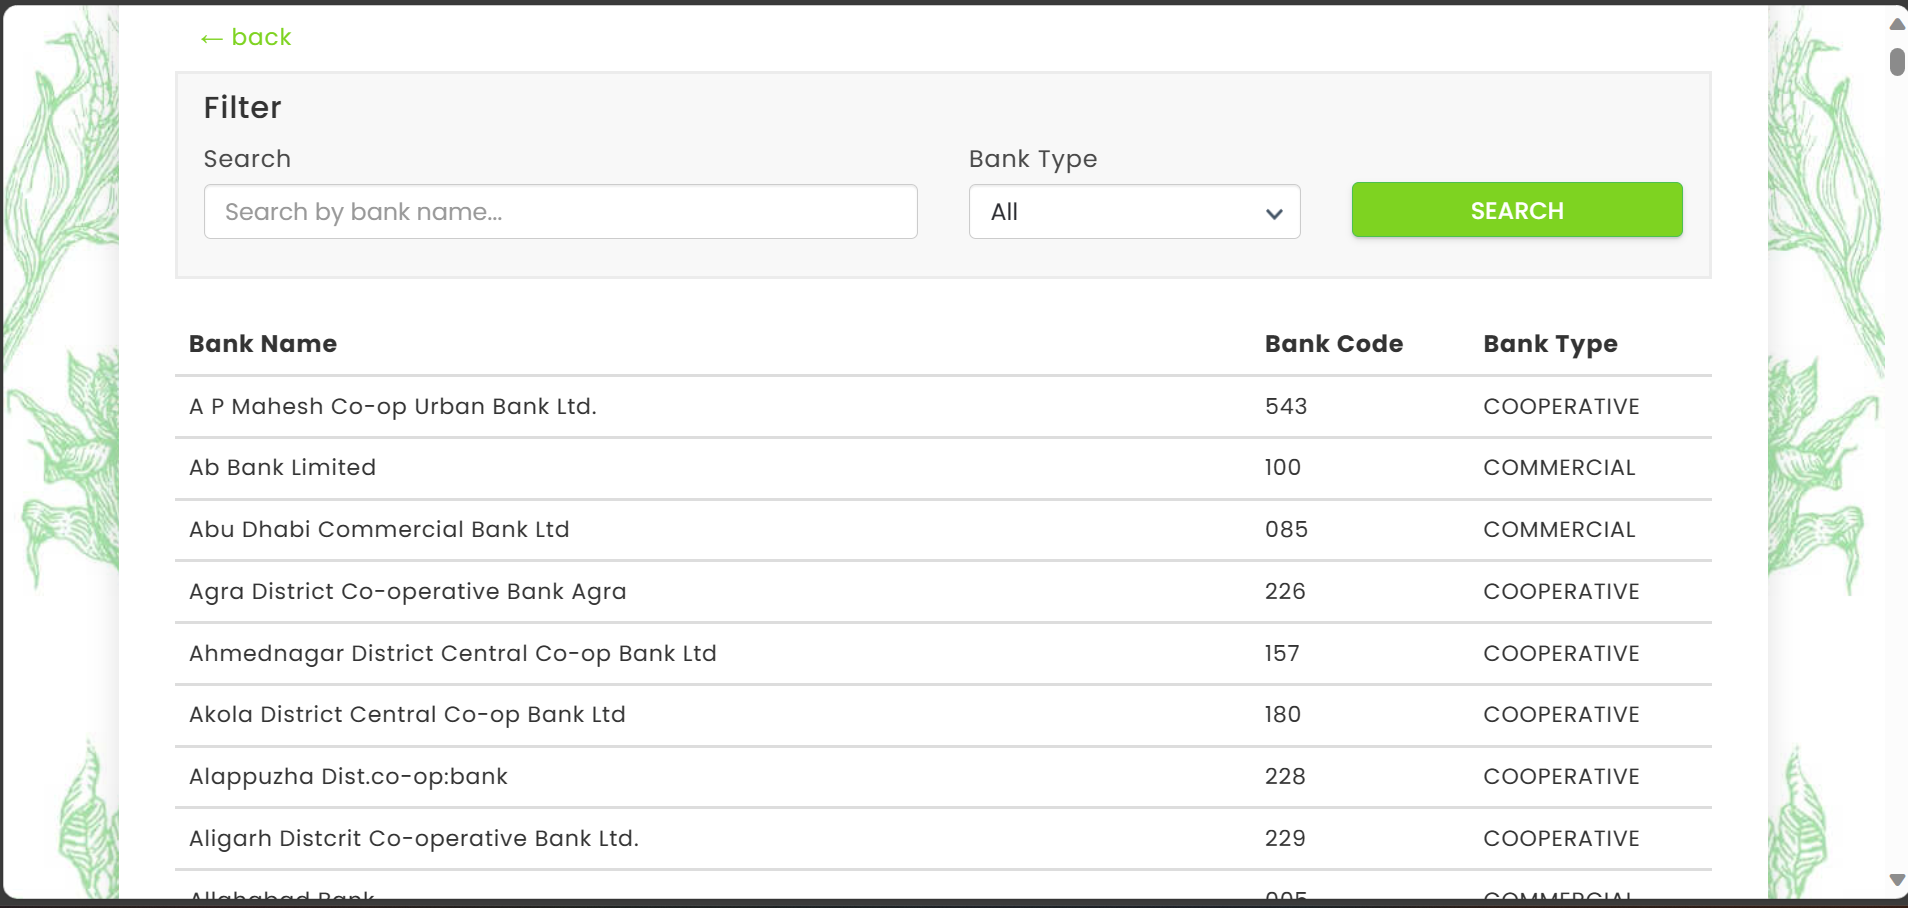 ← back
Filter
Search Bank Type
Search by bank name... All SEARCH
Bank Name Bank Code Bank Type
A P Mahesh Co-op Urban Bank Ltd. 543 COOPERATIVE
Ab Bank Limited 100 COMMERCIAL
Abu Dhabi Commercial Bank Ltd 085 COMMERCIAL
Agra District Co-operative Bank Agra 226 COOPERATIVE
Ahmednagar District Central Co-op Bank Ltd 157 COOPERATIVE
Akola District Central Co-op Bank Ltd 180 COOPERATIVE
Alappuzha Dist.co-op:bank 228 COOPERATIVE
Aligarh Distcrit Co-operative Bank Ltd. 229 COOPERATIVE
Allahabad Bank COMMERCIAL